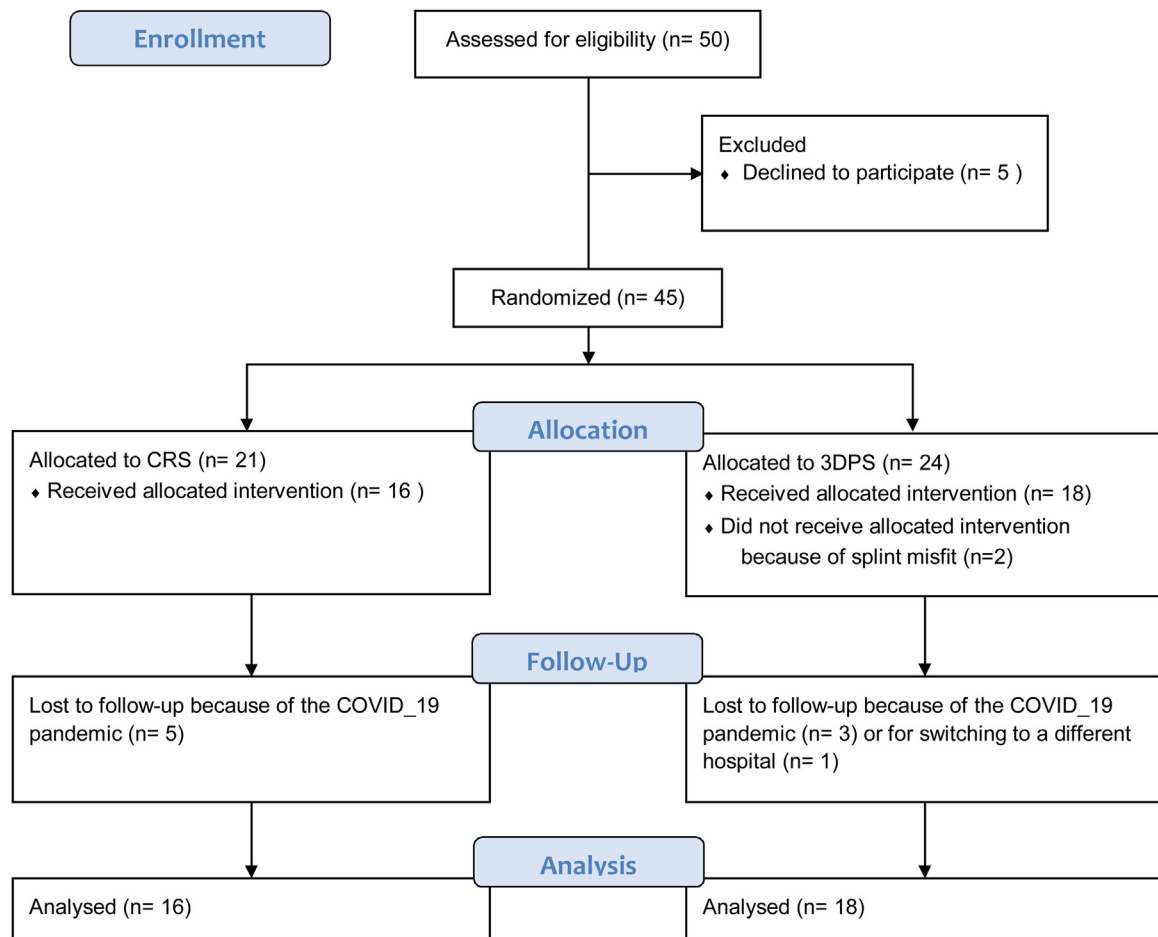 Enrollment
Assessed for eligibility (n= 50)
Excluded
♦ Declined to participate (n= 5 )
Randomized (n= 45)
Allocation
Allocated to CRS (n= 21)
♦ Received allocated intervention (n= 16 )
Allocated to 3DPS (n= 24)
♦ Received allocated intervention (n= 18)
♦ Did not receive allocated intervention
because of splint misfit (n=2)
Follow-Up
Lost to follow-up because of the COVID_19
pandemic (n= 5)
Lost to follow-up because of the COVID_19
pandemic (n= 3) or for switching to a different
hospital (n= 1)
Analysis
Analysed (n= 16)
Analysed (n= 18)